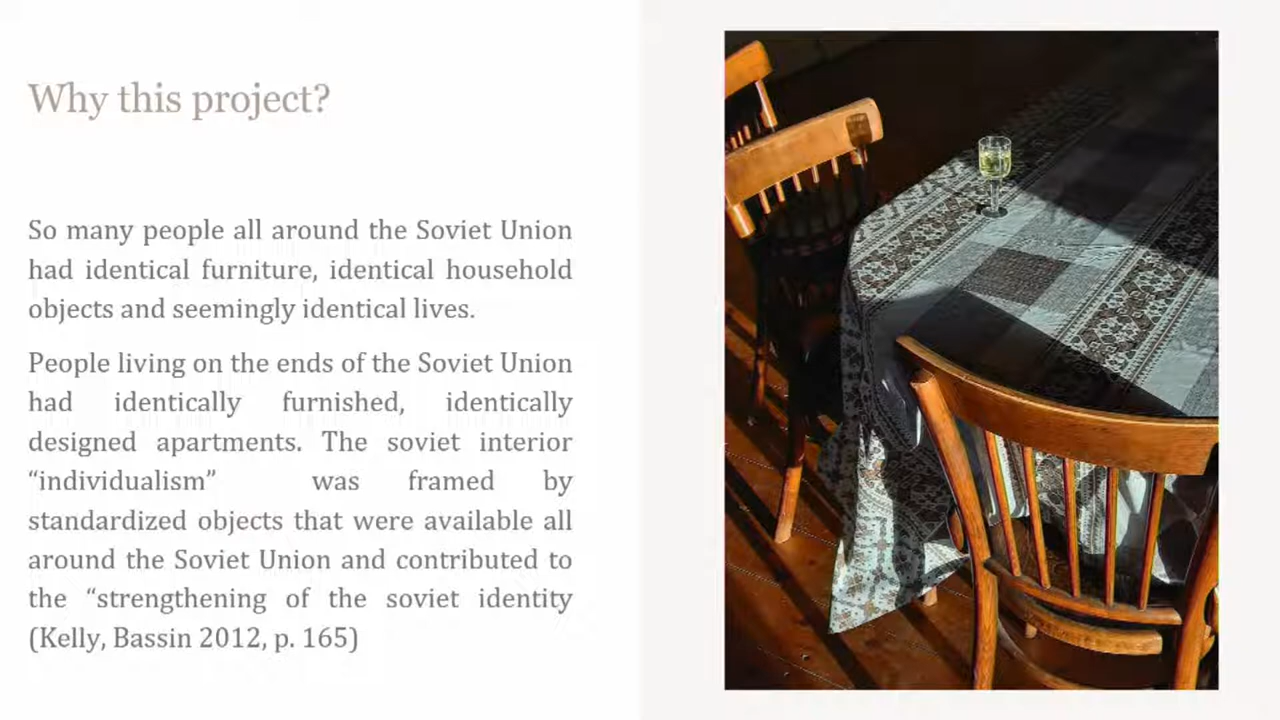 Why this project?
So many people all around the Soviet Union
had identical furniture, identical household
objects and seemingly identical lives.
People living on the ends of the Soviet Union
had identically furnished, identically
designed apartments. The soviet interior
“individualism” was framed by
standardized objects that were available all
around the Soviet Union and contributed to
the “strengthening of the soviet identity
(Kelly, Bassin 2012, p. 165)